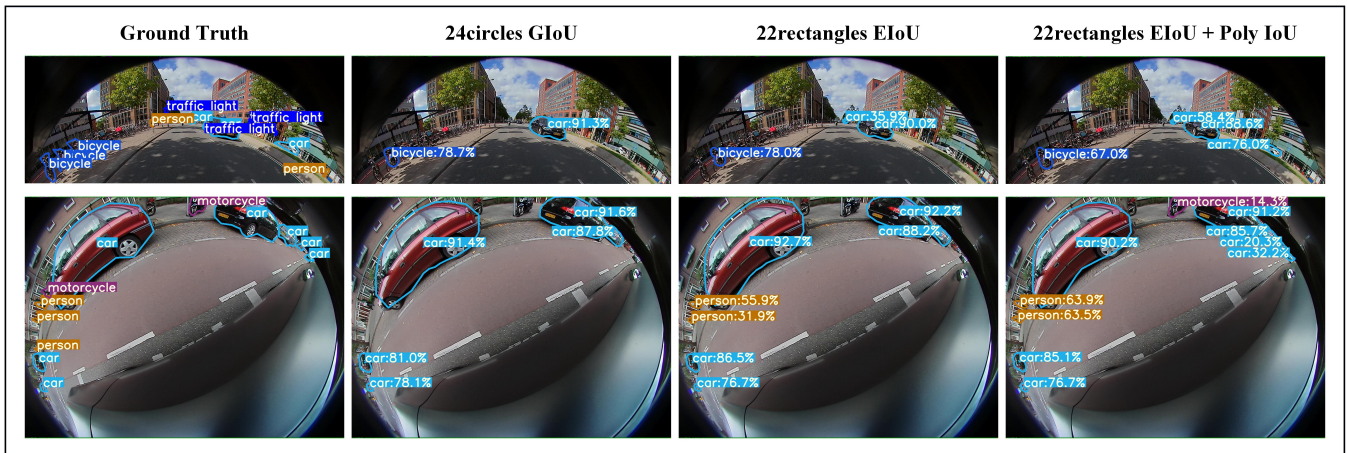 Ground Truth 24circles GIoU 22rectangles EIoU 22rectangles EIoU + Poly IoU
traffic_light
person car traffic_light
traffic_light
bicycle
bicycle
bicycle
car
person
car:91.3%
bicycle:78.7%
car:35.9%
car:90.0%
bicycle:78.0%
car:58.4%
car:88.6%
car:76.0%
bicycle:67.0%
motorcycle
car
car
car
car
car
motorcycle
person
person
person
car
car
car:91.6%
car:87.8%
car:91.4%
car:81.0%
car:78.1%
car:92.2%
car:88.2%
car:92.7%
person:55.9%
person:31.9%
car:86.5%
car:76.7%
motorcycle:14.3%
car:91.2%
car:85.7%
car:20.3%
car:32.2%
car:90.2%
person:63.9%
person:63.5%
car:85.1%
car:76.7%